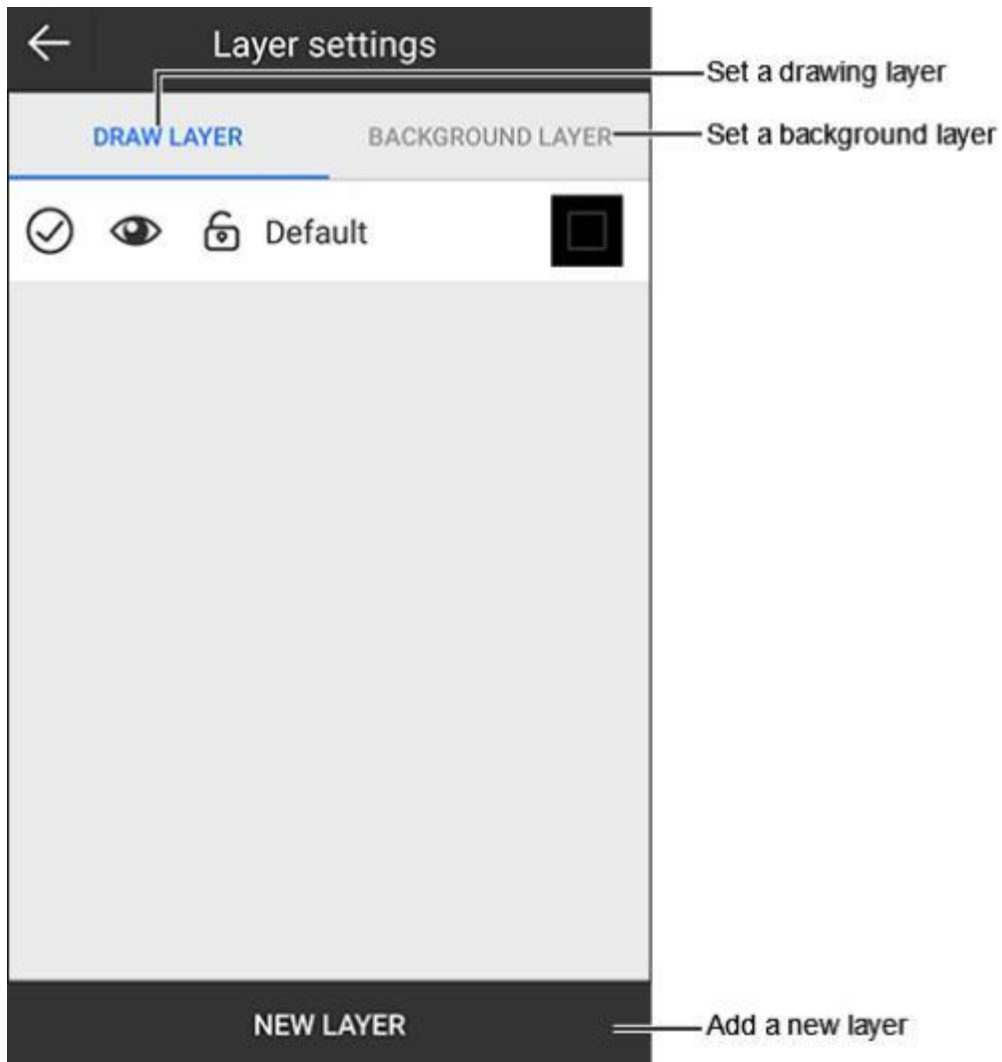 Layer settings
Set a drawing layer
DRAW LAYER
BACKGROUND LAYER
Set a background layer
Default
NEW LAYER
Add a new layer